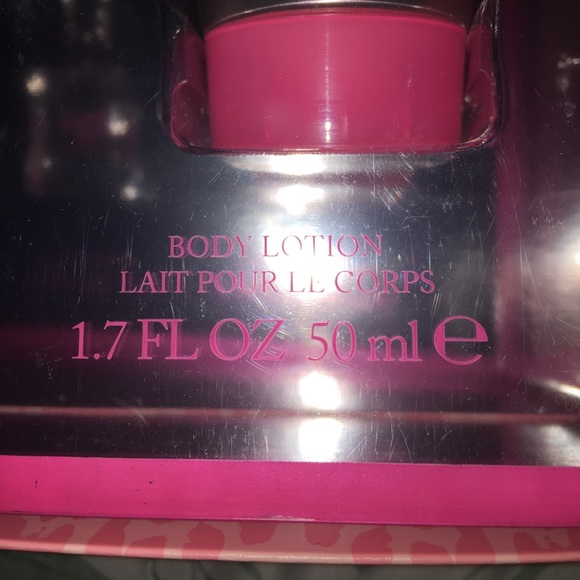 BODY LOTION
LAIT POUR LE CORPS
1.7 FL OZ 50 ml ℮